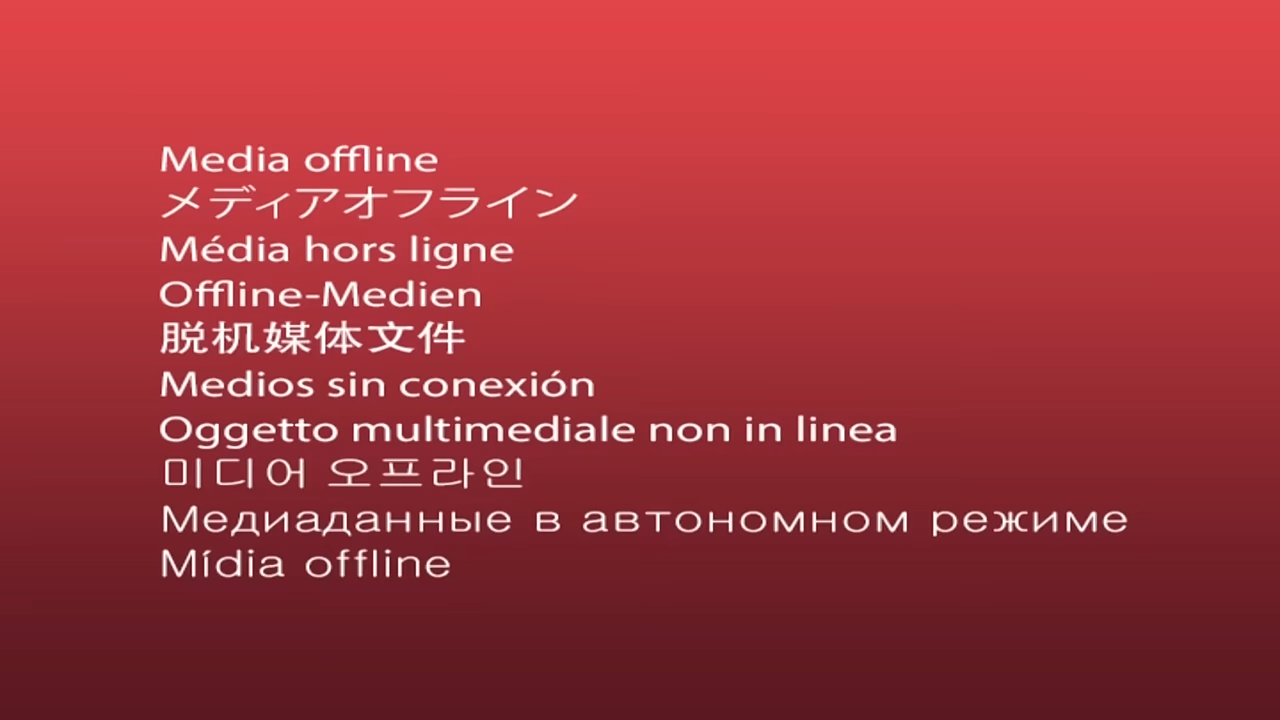 Media offline
メディアオフライン
Média hors ligne
Offline-Medien
脱机媒体文件
Medios sin conexión
Oggetto multimediale non in linea
미디어 오프라인
Медиаданные в автономном режиме
Mídia offline